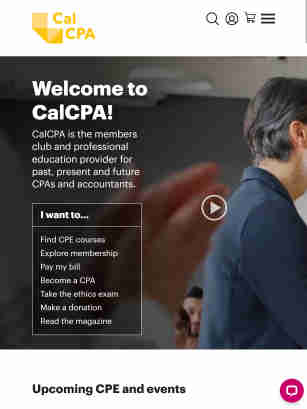 Cal
CPA
Welcome to
CalCPA!
CalCPA is the members
club and professional
education provider for
past, present and future
CPAs and accountants.
I want to...
Find CPE courses
Explore membership
Pay my bill
Become a CPA
Take the ethics exam
Make a donation
Read the magazine
Upcoming CPE and events